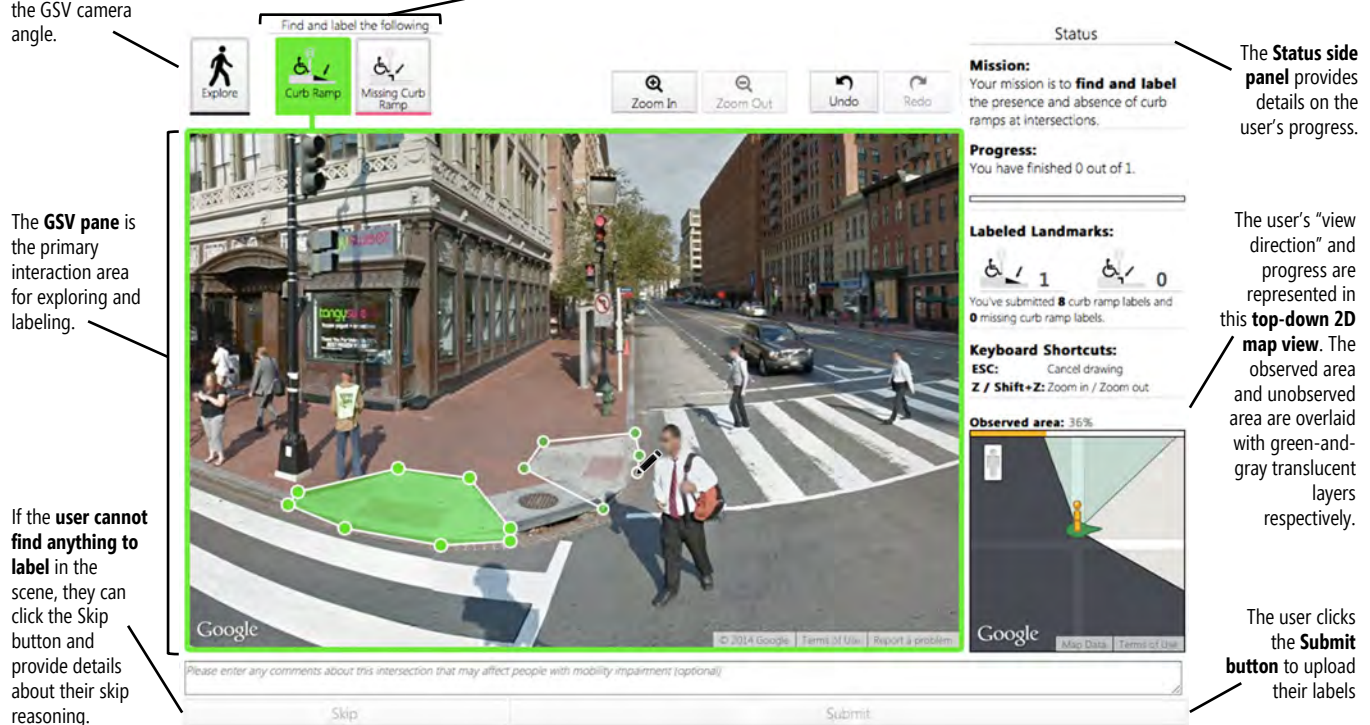 the GSV camera
angle.
Find and label the following
Explore
Curb Ramp
Missing Curb
Ramp
Zoom In
Zoom Out
Undo
Redo
Status
Mission:
Your mission is to find and label
the presence and absence of curb
ramps at intersections.
Progress:
You have finished 0 out of 1.
Labeled Landmarks:
1
0
You've submitted 8 curb ramp labels and
0 missing curb ramp labels.
Keyboard Shortcuts:
ESC: Cancel drawing
Z / Shift+Z: Zoom in / Zoom out
Observed area: 36%
Google
Map Data
Terms of Use
The Status side
panel provides
details on the
user's progress.
The GSV pane is
the primary
interaction area
for exploring and
labeling.
tangy
Google
© 2014 Google
Terms of Use
Report a problem
The user's "view
direction" and
progress are
represented in
this top-down 2D
map view. The
observed area
and unobserved
area are overlaid
with green-and-
gray translucent
layers
respectively.
If the user cannot
find anything to
label in the
scene, they can
click the Skip
button and
provide details
about their skip
reasoning.
Please enter any comments about this intersection that may affect people with mobility impairment (optional)
Skip
Submit
The user clicks
the Submit
button to upload
their labels